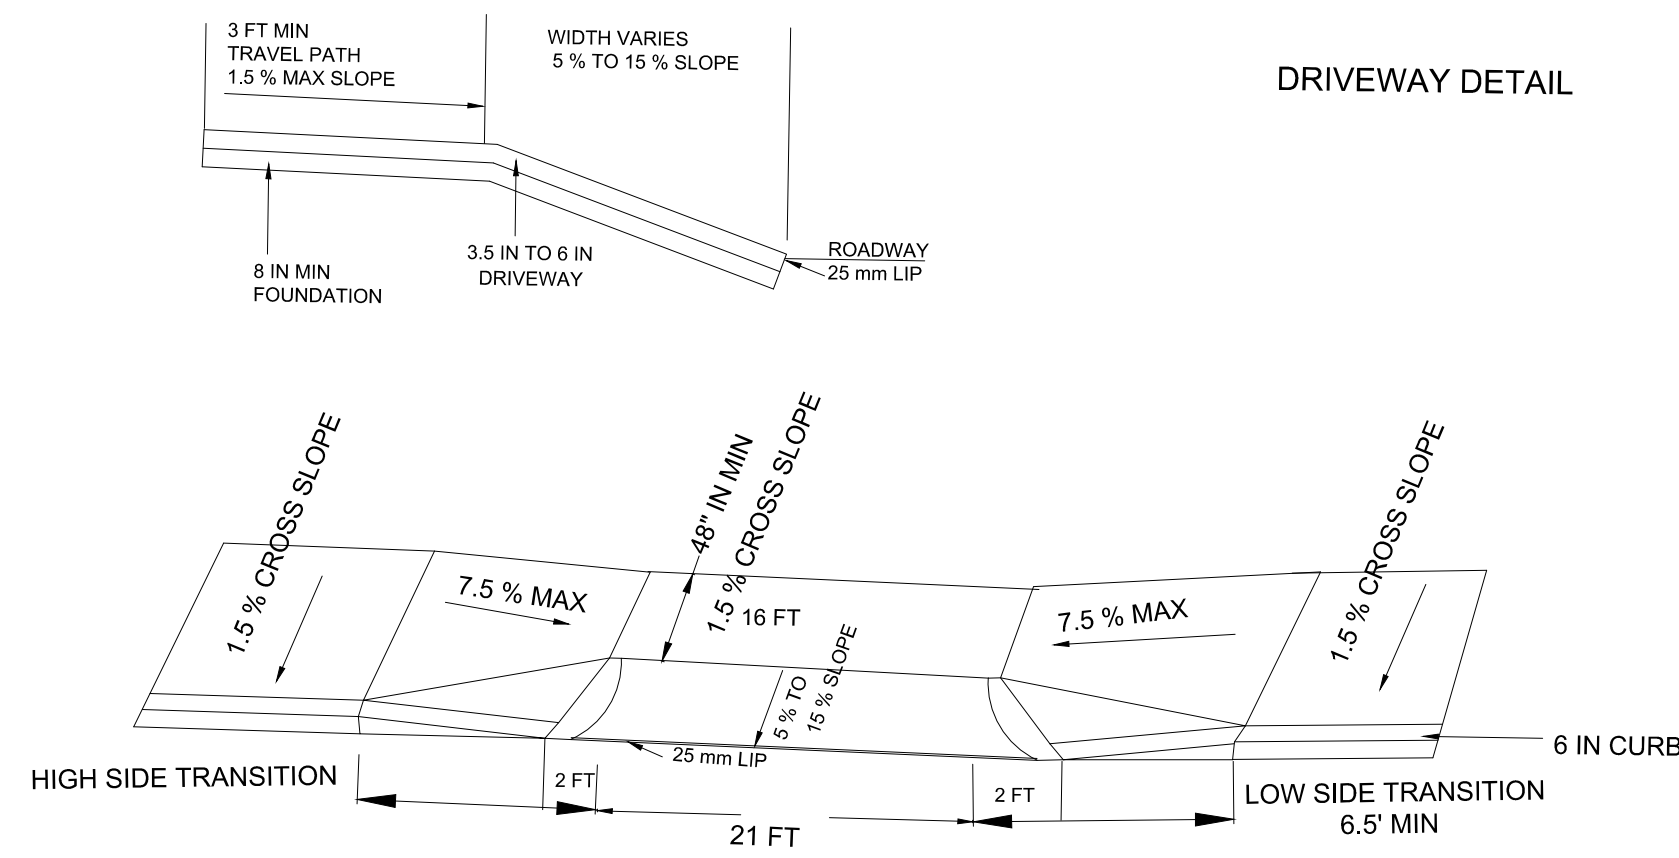 3 FT MIN
TRAVEL PATH
1.5 % MAX SLOPE
WIDTH VARIES
5 % TO 15 % SLOPE
DRIVEWAY DETAIL
8 IN MIN
FOUNDATION
3.5 IN TO 6 IN
DRIVEWAY
ROADWAY
25 mm LIP
1.5 % CROSS SLOPE
7.5 % MAX
48" IN MIN
1.5 % CROSS SLOPE
16 FT
5 % TO
15 % SLOPE
7.5 % MAX
1.5 % CROSS SLOPE
25 mm LIP
6 IN CURB
HIGH SIDE TRANSITION
2 FT
21 FT
2 FT
LOW SIDE TRANSITION
6.5' MIN